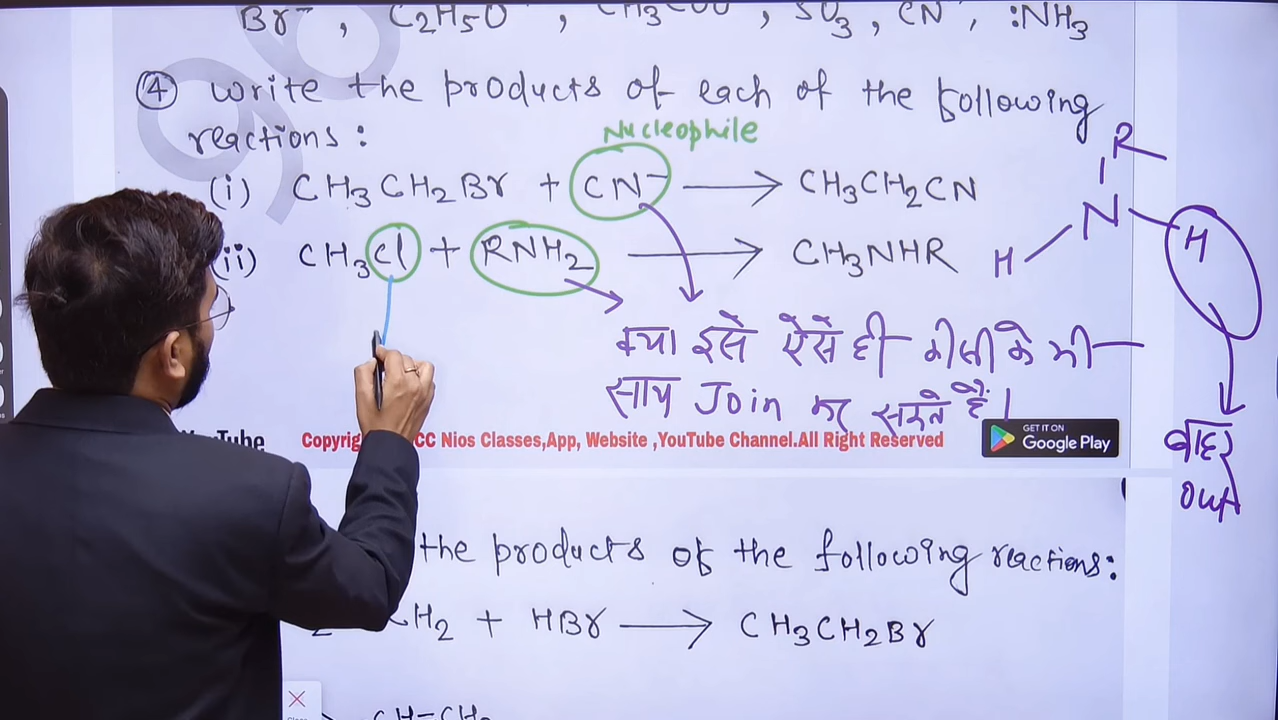 Br⁻, C2H5O⁻, CH3COO⁻, SO3, CN⁻, :NH3
④ Write the products of each of the following
reactions:
Nucleophile
(i) CH3CH2Br + CN⁻ ⟶ CH3CH2CN
(ii) CH3Cl + RNH2 ⟶ CH3NHR
R
N
H H
क्या इसे ऐसे ही किसी के भी
साथ Join कर सकते हैं।
बाहर
out
YouTube Copyrig CC Nios Classes,App, Website ,YouTube Channel.All Right Reserved
GET IT ON
Google Play
the products of the following reactions:
H2 + HBr ⟶ CH3CH2Br